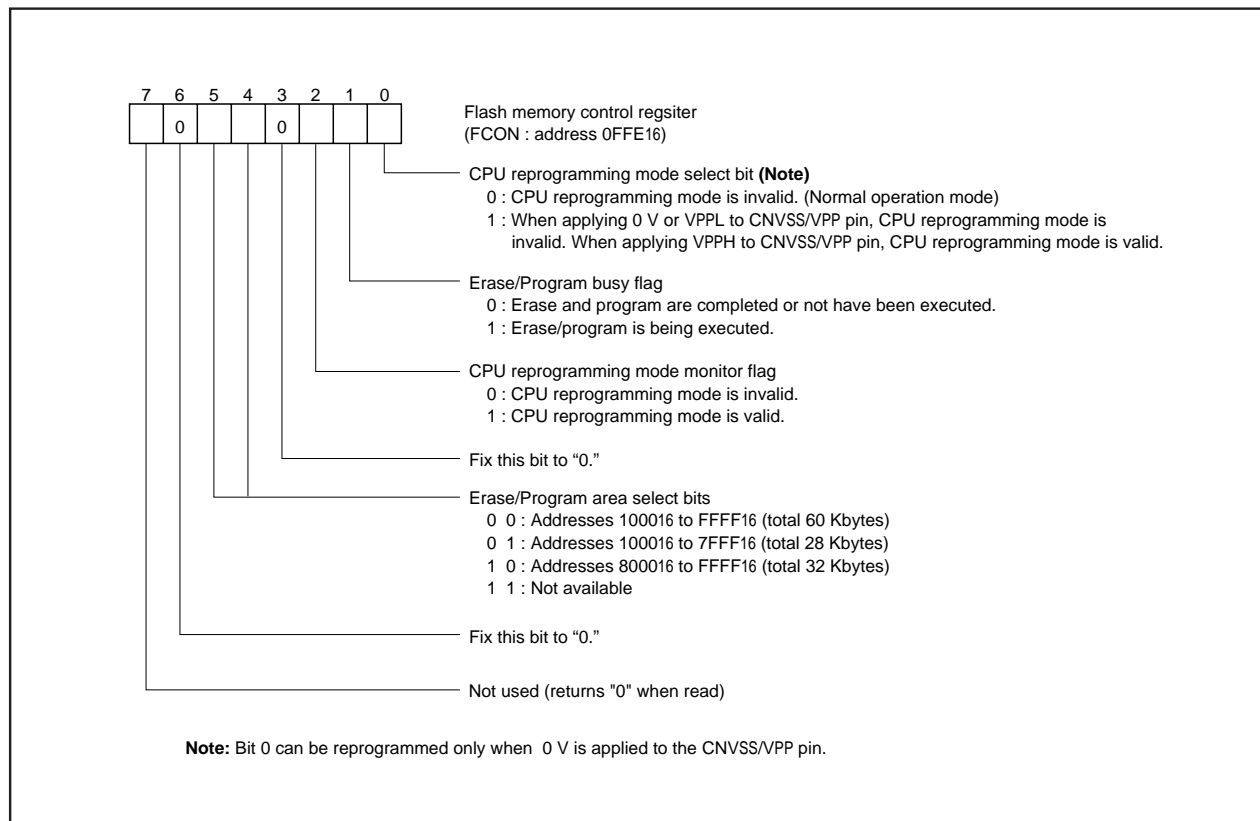 7 6 5 4 3 2 1 0
0 0
Flash memory control regsiter
(FCON : address 0FFE16)
CPU reprogramming mode select bit (Note)
0 : CPU reprogramming mode is invalid. (Normal operation mode)
1 : When applying 0 V or VPPL to CNVSS/VPP pin, CPU reprogramming mode is
invalid. When applying VPPH to CNVSS/VPP pin, CPU reprogramming mode is valid.
Erase/Program busy flag
0 : Erase and program are completed or not have been executed.
1 : Erase/program is being executed.
CPU reprogramming mode monitor flag
0 : CPU reprogramming mode is invalid.
1 : CPU reprogramming mode is valid.
Fix this bit to “0.”
Erase/Program area select bits
0 0 : Addresses 100016 to FFFF16 (total 60 Kbytes)
0 1 : Addresses 100016 to 7FFF16 (total 28 Kbytes)
1 0 : Addresses 800016 to FFFF16 (total 32 Kbytes)
1 1 : Not available
Fix this bit to “0.”
Not used (returns "0" when read)
Note: Bit 0 can be reprogrammed only when 0 V is applied to the CNVSS/VPP pin.